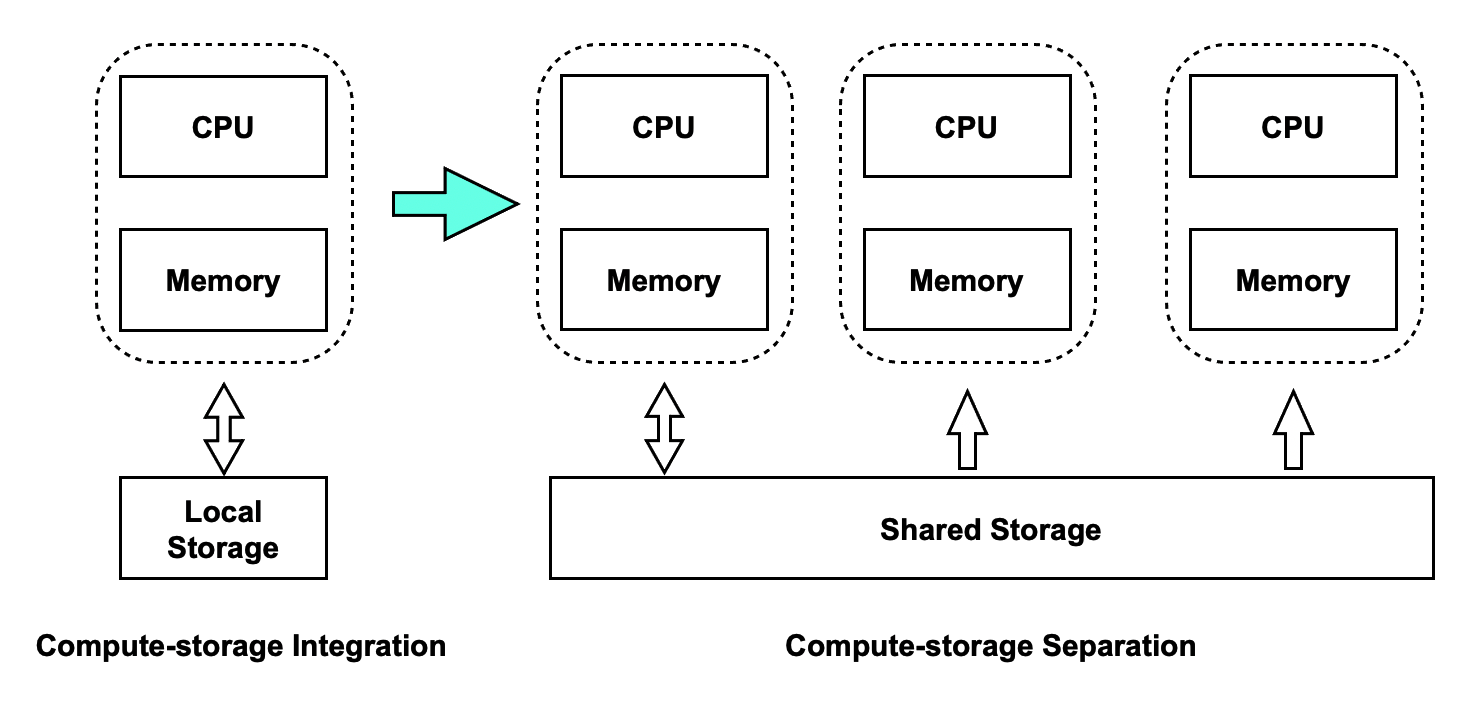 CPU
Memory
Local
Storage
Compute-storage Integration
CPU
CPU
CPU
Memory
Memory
Memory
Shared Storage
Compute-storage Separation